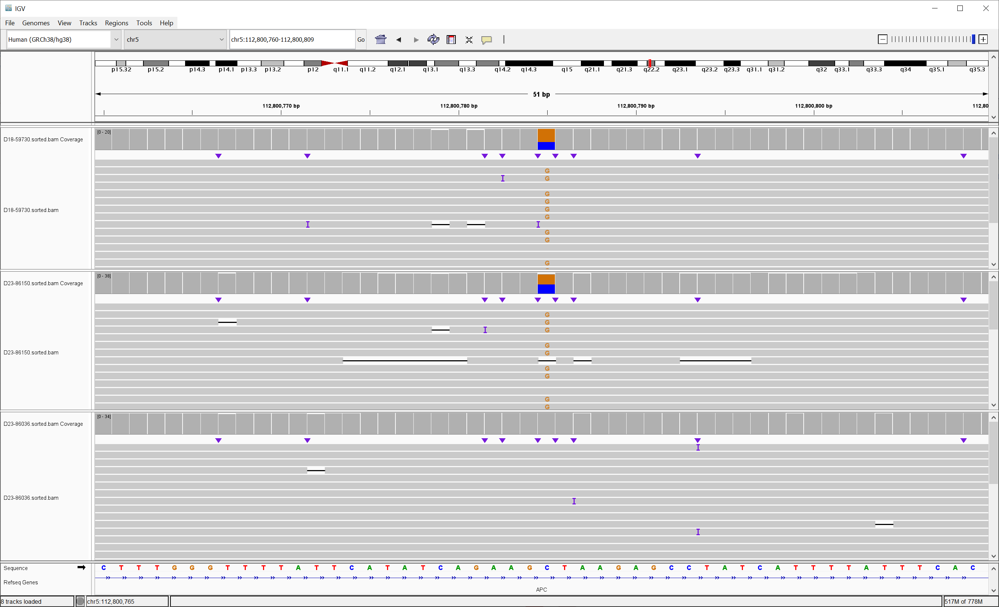 IGV
File Genomes View Tracks Regions Tools Help
Human (GRCh38/hg38) chr5 chr5:112,800,760-112,800,809 Go
p15.32 p15.2 p14.3 p14.1 p13.3 p13.2 p12 q11.1 q11.2 q12.1 q13.1 q13.3 q14.2 q14.3 q15 q21.1 q21.3 q22.2 q23.1 q23.2 q23.3 q31.1 q31.2 q32 q33.1 q33.3 q34 q35.1 q35.3
51 bp
112,800,770 bp 112,800,780 bp 112,800,790 bp 112,800,800 bp 112,80
[0 - 20]
D18-59730.sorted.bam Coverage
G
G
G
G
G
D18-59730.sorted.bam
G
G
G
G
[0 - 38]
D23-86150.sorted.bam Coverage
G
G
G
G
G
D23-86150.sorted.bam
G
G
G
G
[0 - 34]
D23-86036.sorted.bam Coverage
D23-86036.sorted.bam
Sequence C T T T G G G T T T T A T T C A T A T C A G A A G C T A A G A G C C T A T C A T T T T A T T T C A C
Refseq Genes
APC
8 tracks loaded chr5:112,800,765 517M of 778M